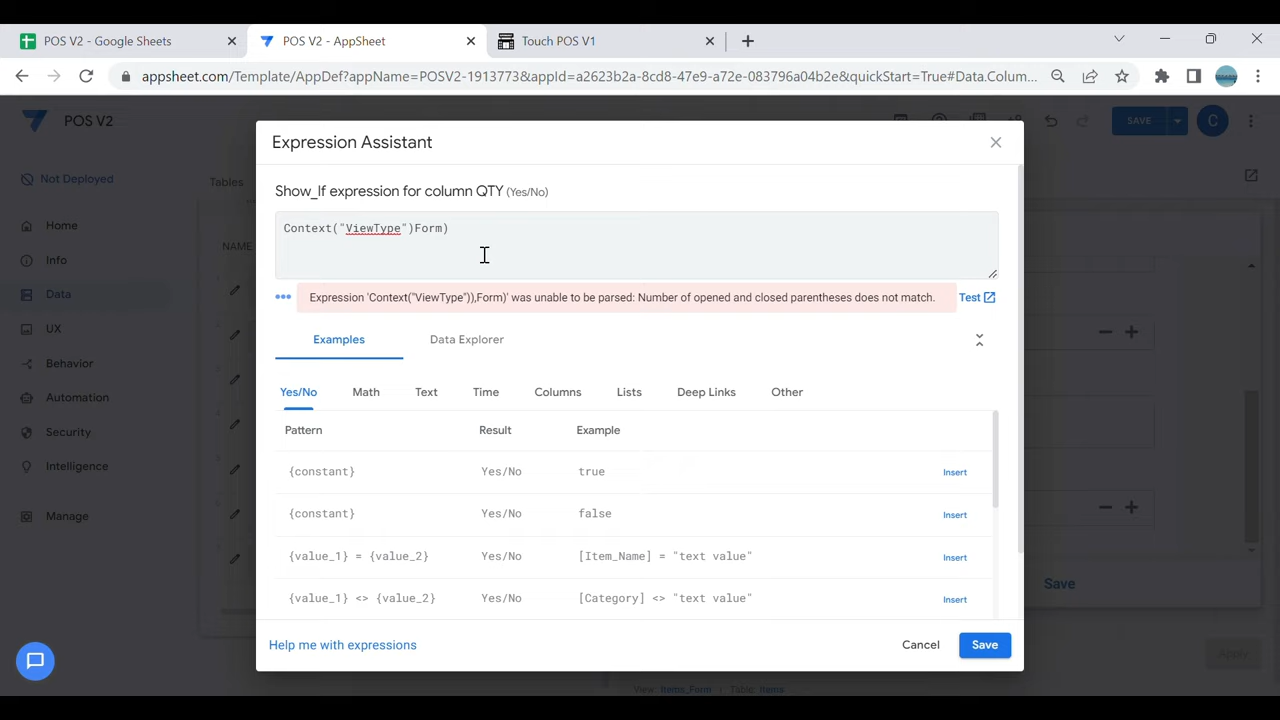 POS V2 - Google Sheets
POS V2 - AppSheet
Touch POS V1
appsheet.com/Template/AppDef?appName=POSV2-1913773&appId=a2623b2a-8cd8-47e9-a72e-083796a04b2e&quickStart=True#Data.Colum...
POS V2
SAVE
C
Not Deployed
Home
Info
Data
UX
Behavior
Automation
Security
Intelligence
Manage
Tables
NAME
Expression Assistant
Show_If expression for column QTY (Yes/No)
Context("ViewType")Form)
Expression 'Context("ViewType")),Form)' was unable to be parsed: Number of opened and closed parentheses does not match.
Test
Examples
Data Explorer
Yes/No Math Text Time Columns Lists Deep Links Other
Pattern Result Example
{constant} Yes/No true Insert
{constant} Yes/No false Insert
{value_1} = {value_2} Yes/No [Item_Name] = "text value" Insert
{value_1} <> {value_2} Yes/No [Category] <> "text value" Insert
Help me with expressions
Cancel
Save
Save
Apply
View: Items_Form Table: Items